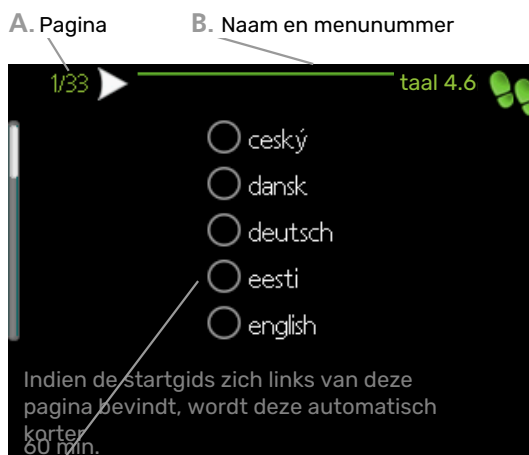 A. Pagina
B. Naam en menunummer
1/33
taal 4.6
ceský
dansk
deutsch
eesti
english
Indien de startgids zich links van deze
pagina bevindt, wordt deze automatisch
korter
60 min.